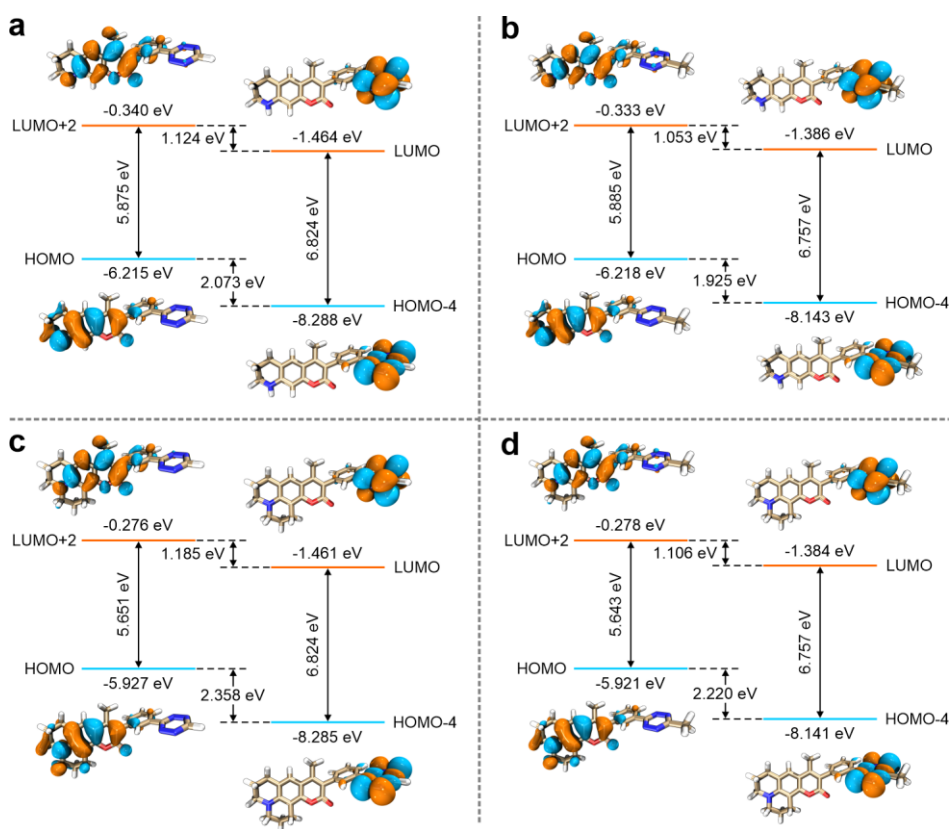 a
-0.340 eV
LUMO+2
1.124 eV
-1.464 eV
LUMO
5.875 eV
6.824 eV
HOMO
-6.215 eV
2.073 eV
HOMO-4
-8.288 eV
b
-0.333 eV
LUMO+2
1.053 eV
-1.386 eV
LUMO
5.885 eV
6.757 eV
HOMO
-6.218 eV
1.925 eV
HOMO-4
-8.143 eV
c
-0.276 eV
LUMO+2
1.185 eV
-1.461 eV
LUMO
5.651 eV
6.824 eV
HOMO
-5.927 eV
2.358 eV
HOMO-4
-8.285 eV
d
-0.278 eV
LUMO+2
1.106 eV
-1.384 eV
LUMO
5.643 eV
6.757 eV
HOMO
-5.921 eV
2.220 eV
HOMO-4
-8.141 eV